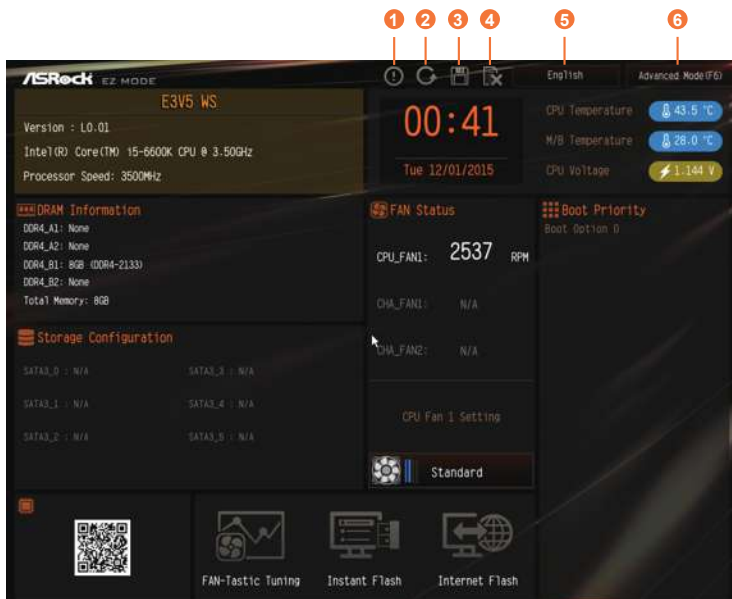 1 2 3 4 5 6
ASRock EZ MODE
English
Advanced Mode(F6)
E3V5 WS
Version : L0.01
Intel(R) Core(TM) i5-6600K CPU @ 3.50GHz
Processor Speed: 3500MHz
00:41
Tue 12/01/2015
CPU Temperature 43.5 °C
M/B Temperature 28.0 °C
CPU Voltage 1.144 V
DRAM Information
DDR4_A1: None
DDR4_A2: None
DDR4_B1: 8GB (DDR4-2133)
DDR4_B2: None
Total Memory: 8GB
Storage Configuration
SATA3_0 : N/A SATA3_3 : N/A
SATA3_1 : N/A SATA3_4 : N/A
SATA3_2 : N/A SATA3_5 : N/A
FAN Status
CPU_FAN1: 2537 RPM
CHA_FAN1: N/A
CHA_FAN2: N/A
CPU Fan 1 Setting
Standard
Boot Priority
Boot Option 0
FAN-Tastic Tuning
Instant Flash
Internet Flash